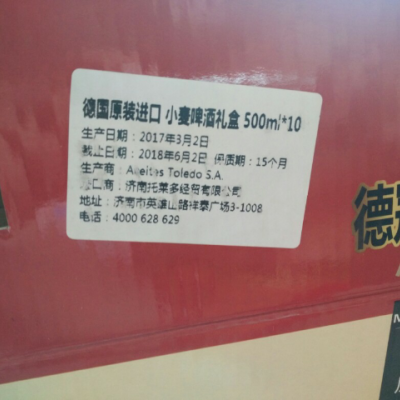 德国原装进口 小麦啤酒礼盒 500ml*10
生产日期：2017年3月2日
截止日期：2018年6月2日 保质期：15个月
生产商：Aceites Toledo S.A.
进口商：济南托莱多经贸有限公司
地址：济南市英雄山路祥泰广场3-1008
电话：4000 628 629
德